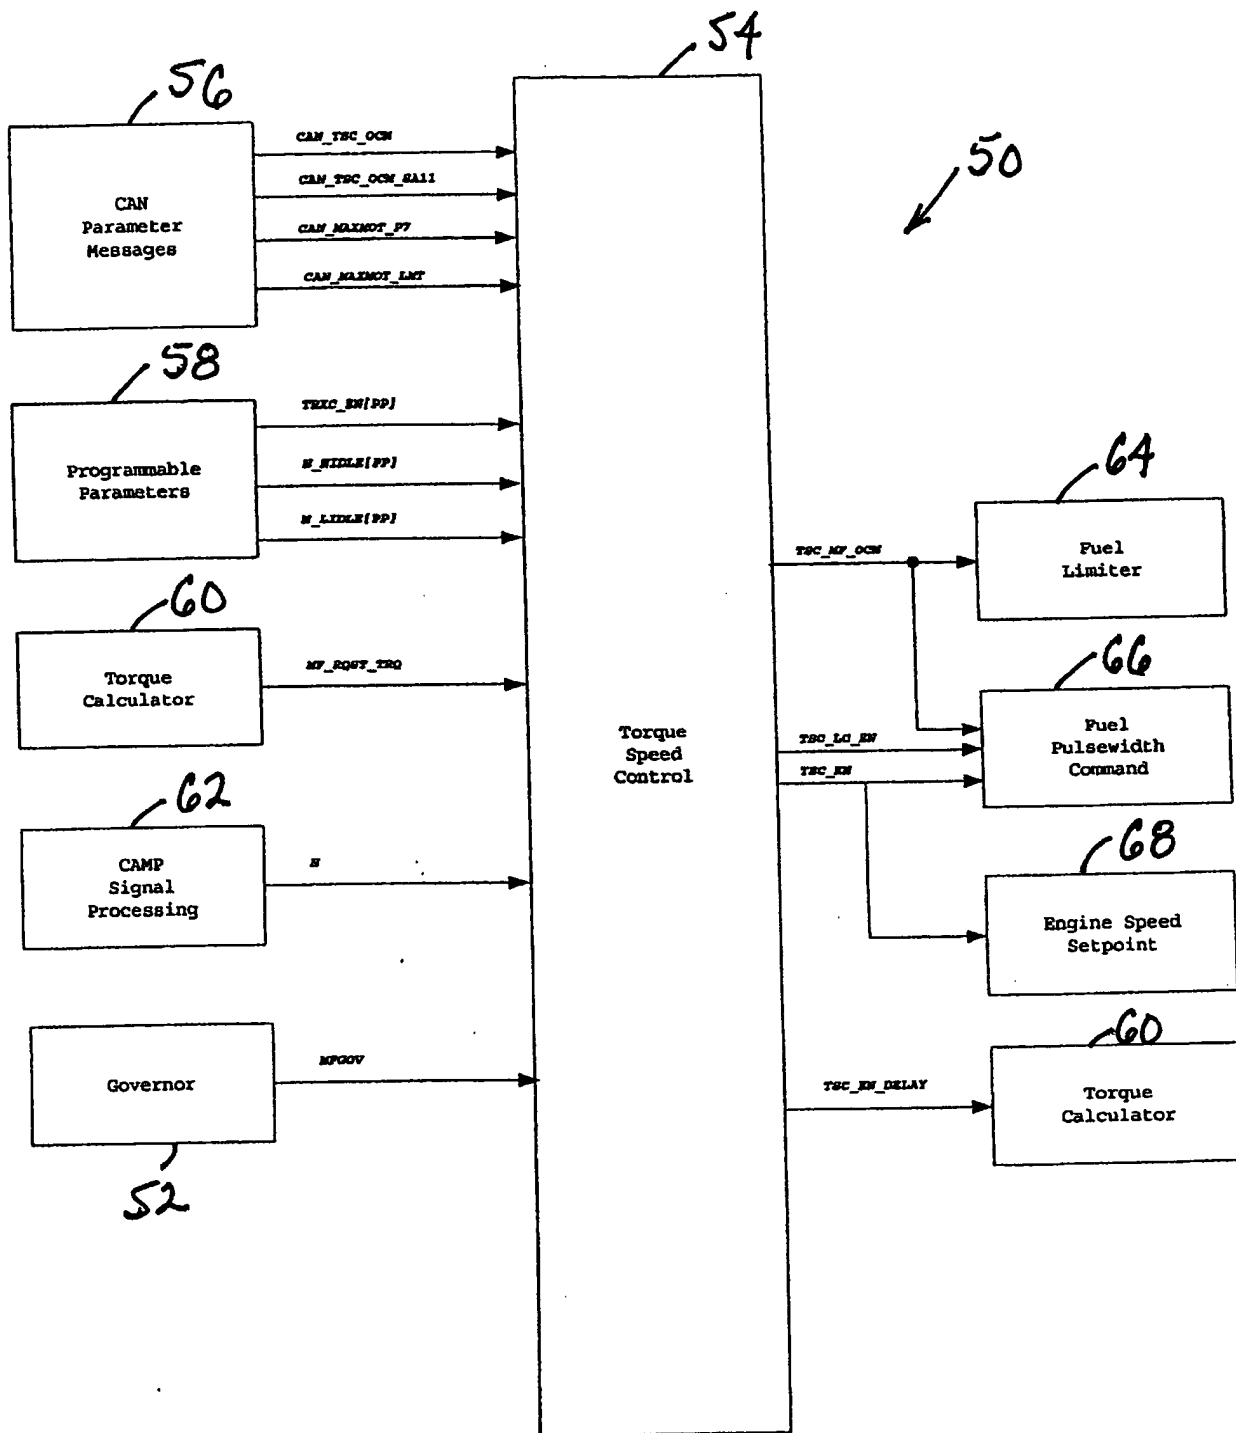 54
56
50
CAN_TSC_OCM
CAN_TSC_OCM_SA11
CAN_MAXMOT_P7
CAN_MAXMOT_LMT
CAN
Parameter
Messages
58
TRXC_EN[PP]
N_HIDLE[PP]
N_LIDLE[PP]
Programmable
Parameters
64
TSC_MF_OCM
Fuel
Limiter
60
MF_RQST_TRQ
Torque
Calculator
66
Fuel
Pulsewidth
Command
Torque
Speed
Control
TSC_LC_EN
TSC_EN
62
CAMP
Signal
Processing
N
68
Engine Speed
Setpoint
Governor
MFGOV
52
60
TSC_EN_DELAY
Torque
Calculator